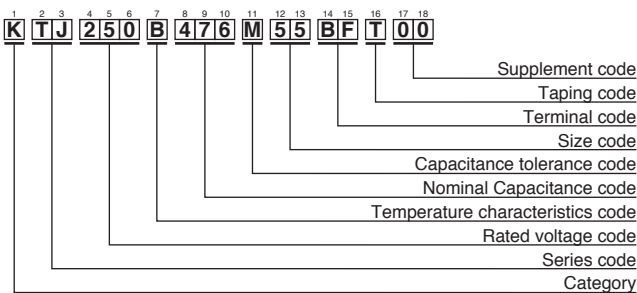 1 2 3 4 5 6 7 8 9 10 11 12 13 14 15 16 17 18
K T J 2 5 0 B 4 7 6 M 5 5 B F T 0 0
Supplement code
Taping code
Terminal code
Size code
Capacitance tolerance code
Nominal Capacitance code
Temperature characteristics code
Rated voltage code
Series code
Category